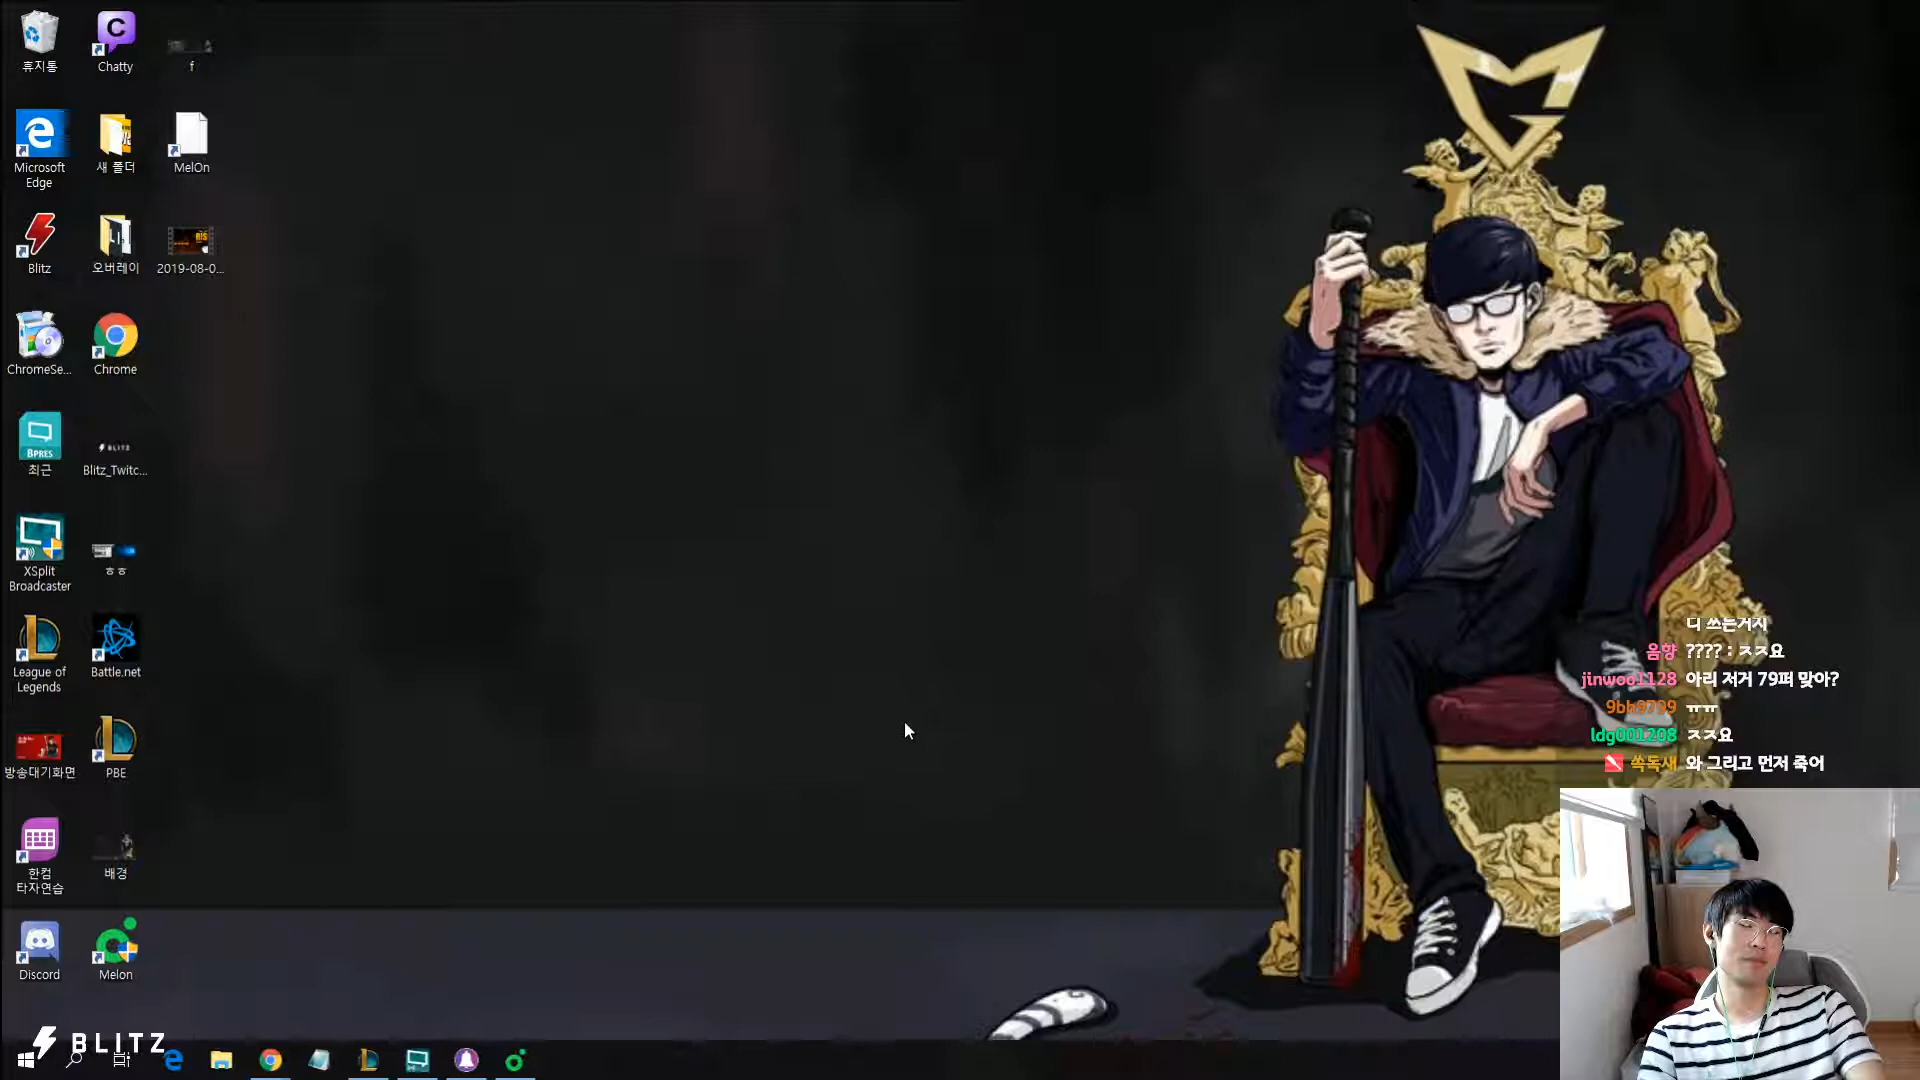 휴지통
Chatty
f
Microsoft
Edge
새 폴더
MelOn
Blitz
오버레이
2019-08-0...
ChromeSe...
Chrome
BPRES
최근
BLITZ
Blitz_Twitc...
XSplit
Broadcaster
ㅎㅎ
League of
Legends
Battle.net
방송대기화면
PBE
한컴
타자연습
배경
Discord
Melon
BLITZ
디 쓰는거지
음향 ???? : ㅈㅈ요
jinwoo1128 아리 저거 79퍼 맞아?
9bh9799 ㅠㅠ
ldg001208 ㅈㅈ요
쏙독새 와 그리고 먼저 죽어